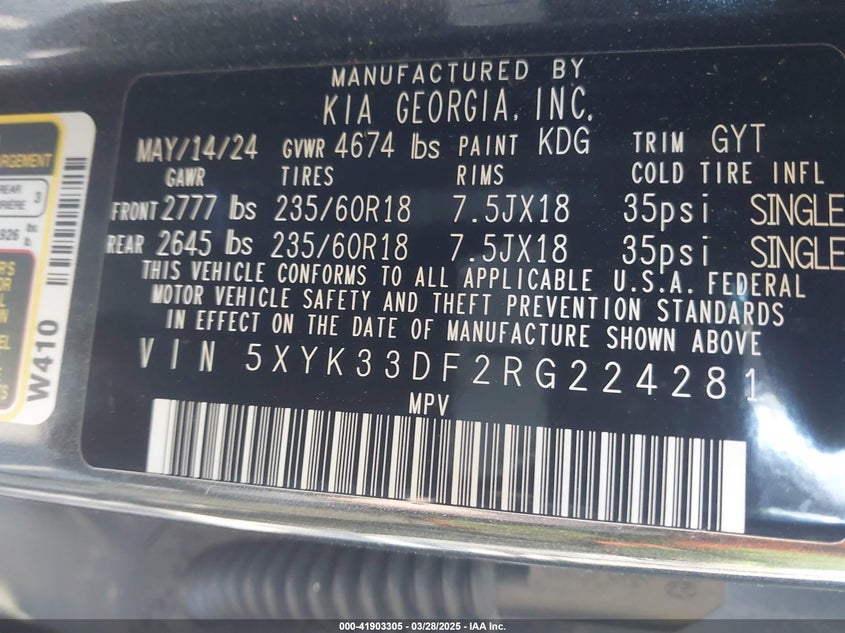 MANUFACTURED BY
KIA GEORGIA, INC.
MAY/14/24 GVWR 4674 lbs PAINT KDG TRIM GYT
GAWR TIRES RIMS COLD TIRE INFL
FRONT 2777 lbs 235/60R18 7.5JX18 35psi SINGLE
REAR 2645 lbs 235/60R18 7.5JX18 35psi SINGLE
THIS VEHICLE CONFORMS TO ALL APPLICABLE U.S.A. FEDERAL
MOTOR VEHICLE SAFETY AND THEFT PREVENTION STANDARDS
IN EFFECT ON THE DATE OF MANUFACTURE SHOWN ABOVE
VIN 5XYK33DF2RG224281
MPV
REAR 3
W410
000-41903305 / 03/28/2025 - IAA Inc.